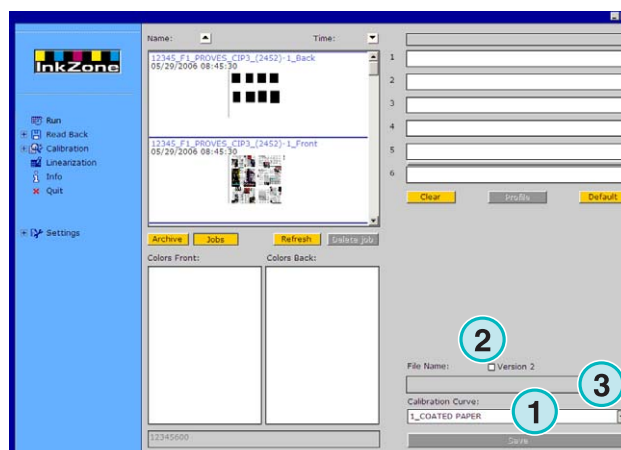 Name:
Time:
InkZone
12345_F1_PROVES_CIP3_(2452)-1_Back
05/29/2006 08:45:30
12345_F1_PROVES_CIP3_(2452)-1_Front
05/29/2006 08:45:30
1
2
3
4
5
6
Run
Read Back
Calibration
Linearization
Info
Quit
Settings
Clear
Profile
Default
Archive
Jobs
Refresh
Delete job
Colors Front:
Colors Back:
2
File Name:
Version 2
3
Calibration Curve:
1
1_COATED PAPER
12345600
Save